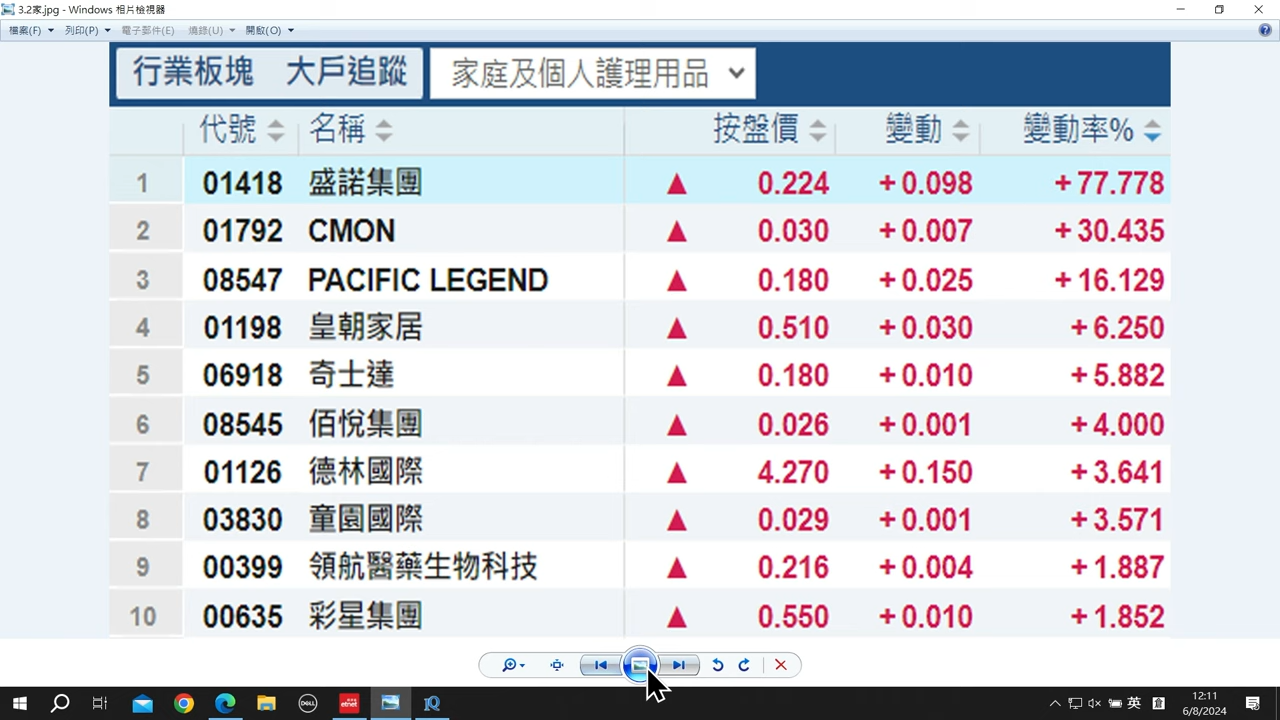 3.2家.jpg - Windows 相片檢視器
檔案(F) 列印(P) 電子郵件(E) 燒錄(U) 開啟(O)
行業板塊 大戶追蹤 家庭及個人護理用品
代號 名稱 按盤價 變動 變動率%
1 01418 盛諾集團 ▲ 0.224 +0.098 +77.778
2 01792 CMON ▲ 0.030 +0.007 +30.435
3 08547 PACIFIC LEGEND ▲ 0.180 +0.025 +16.129
4 01198 皇朝家居 ▲ 0.510 +0.030 +6.250
5 06918 奇士達 ▲ 0.180 +0.010 +5.882
6 08545 佰悅集團 ▲ 0.026 +0.001 +4.000
7 01126 德林國際 ▲ 4.270 +0.150 +3.641
8 03830 童園國際 ▲ 0.029 +0.001 +3.571
9 00399 領航醫藥生物科技 ▲ 0.216 +0.004 +1.887
10 00635 彩星集團 ▲ 0.550 +0.010 +1.852
DELL etnet IQ 英 倉 12:11
6/8/2024